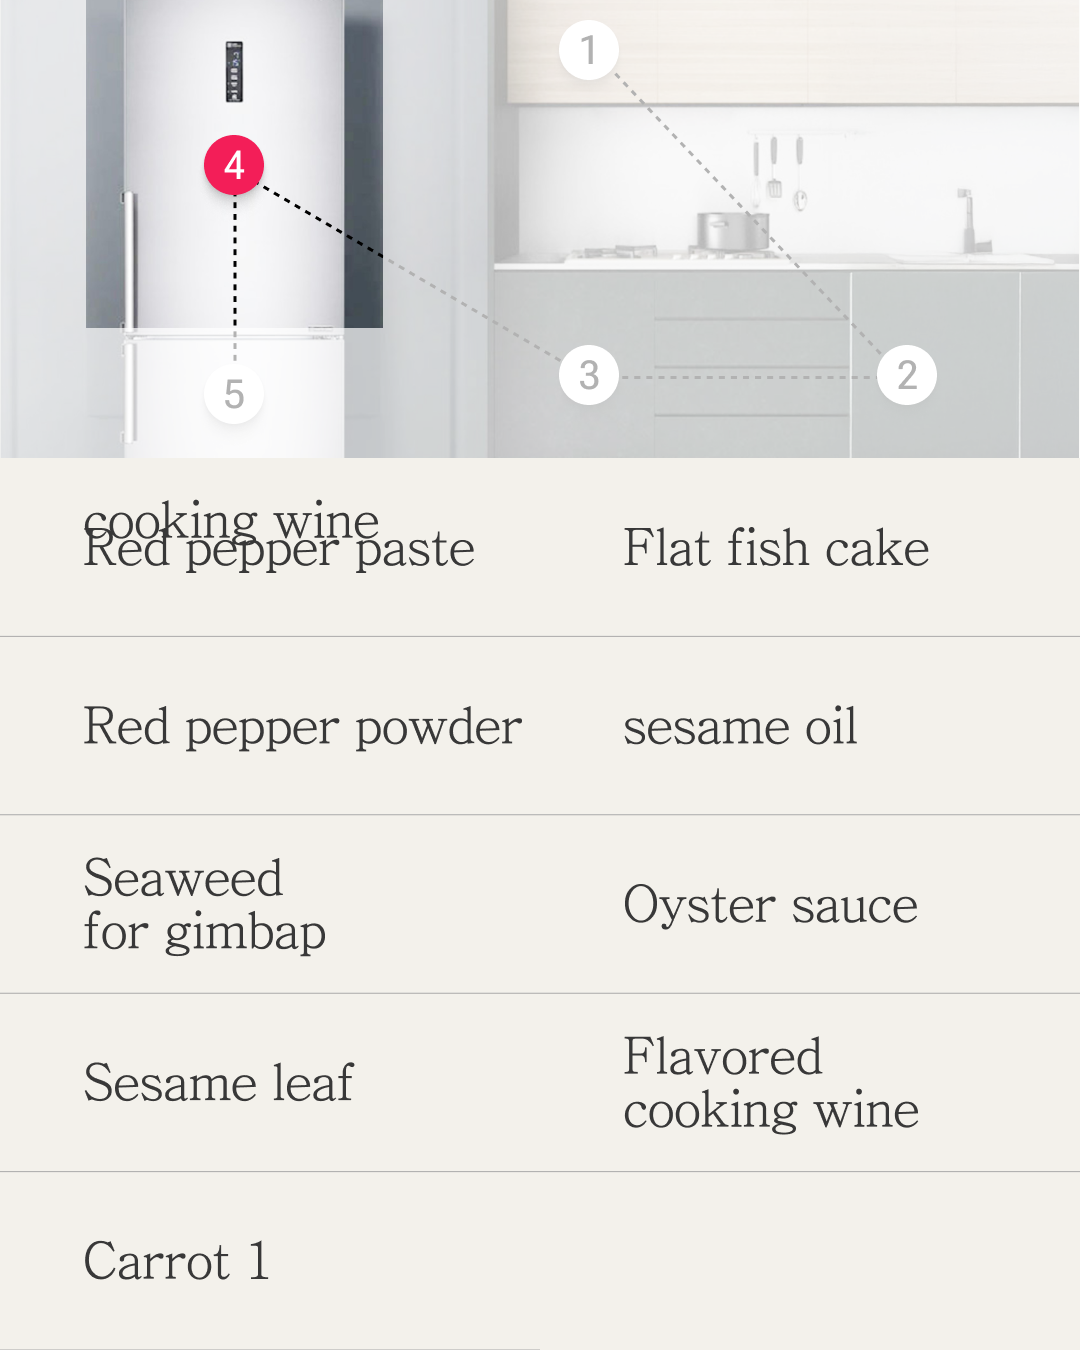 1
4
3
2
5
cooking wine
Red pepper paste
Flat fish cake
Red pepper powder
sesame oil
Seaweed
for gimbap
Oyster sauce
Sesame leaf
Flavored
cooking wine
Carrot 1